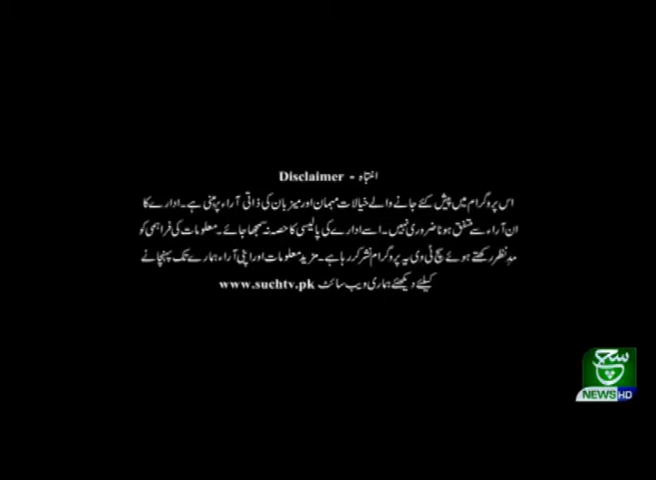 انتباہ - Disclaimer
اس پروگرام میں پیش کئے جانے والے خیالات مہمان اور میزبان کی ذاتی آراء پر مبنی ہے۔ ادارے کا
ان آراء سے متفق ہونا ضروری نہیں۔ اسے ادارے کی پالیسی کا حصہ نہ سمجھا جائے۔ معلومات کی فراہمی کو
مدِنظر رکھتے ہوئے سچ ٹی وی یہ پروگرام نشر کر رہا ہے۔ مزید معلومات اور اپنی آراء ہمارے تک پہنچانے
کیلئے دیکھئے ہماری ویب سائٹ www.suchtv.pk
سچ
NEWS HD